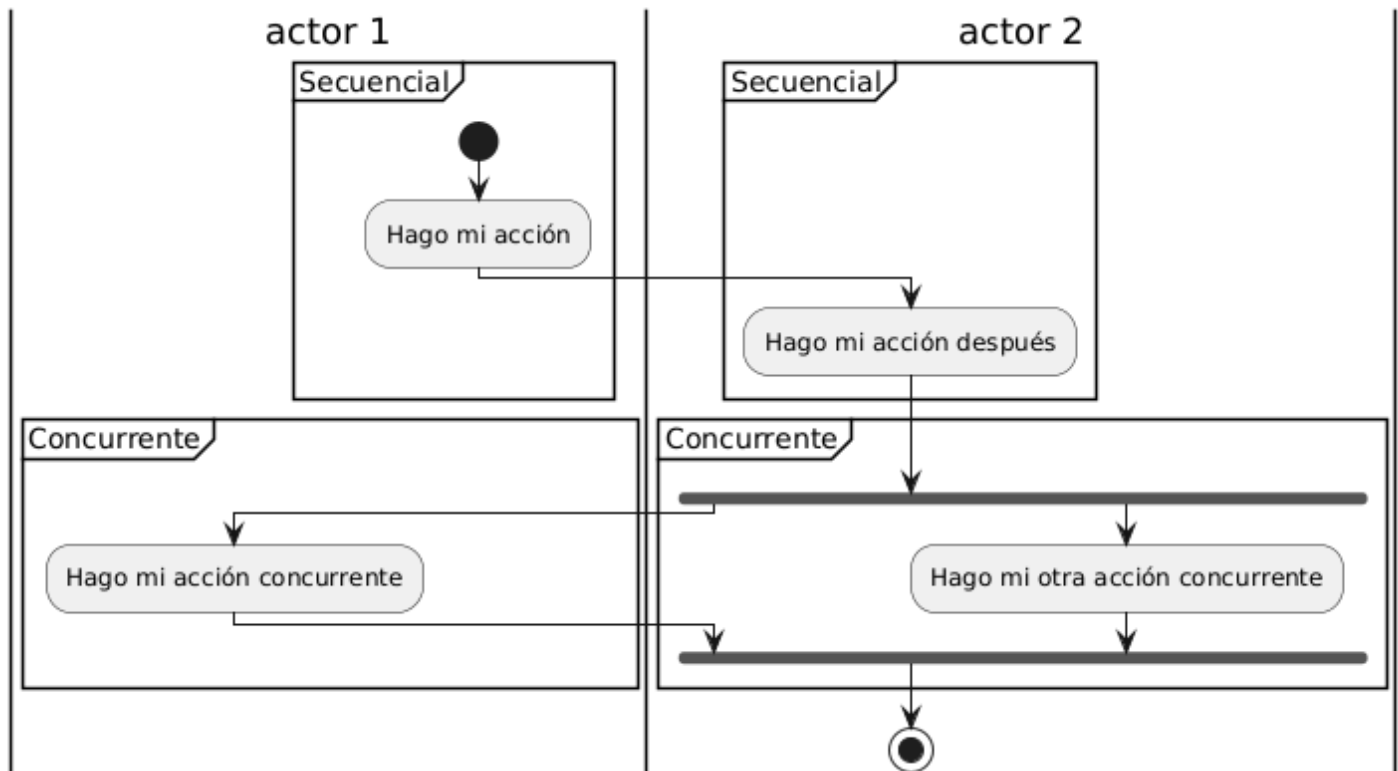 actor 1
actor 2
Secuencial
Secuencial
Hago mi acción
Hago mi acción después
Concurrente
Concurrente
Hago mi acción concurrente
Hago mi otra acción concurrente